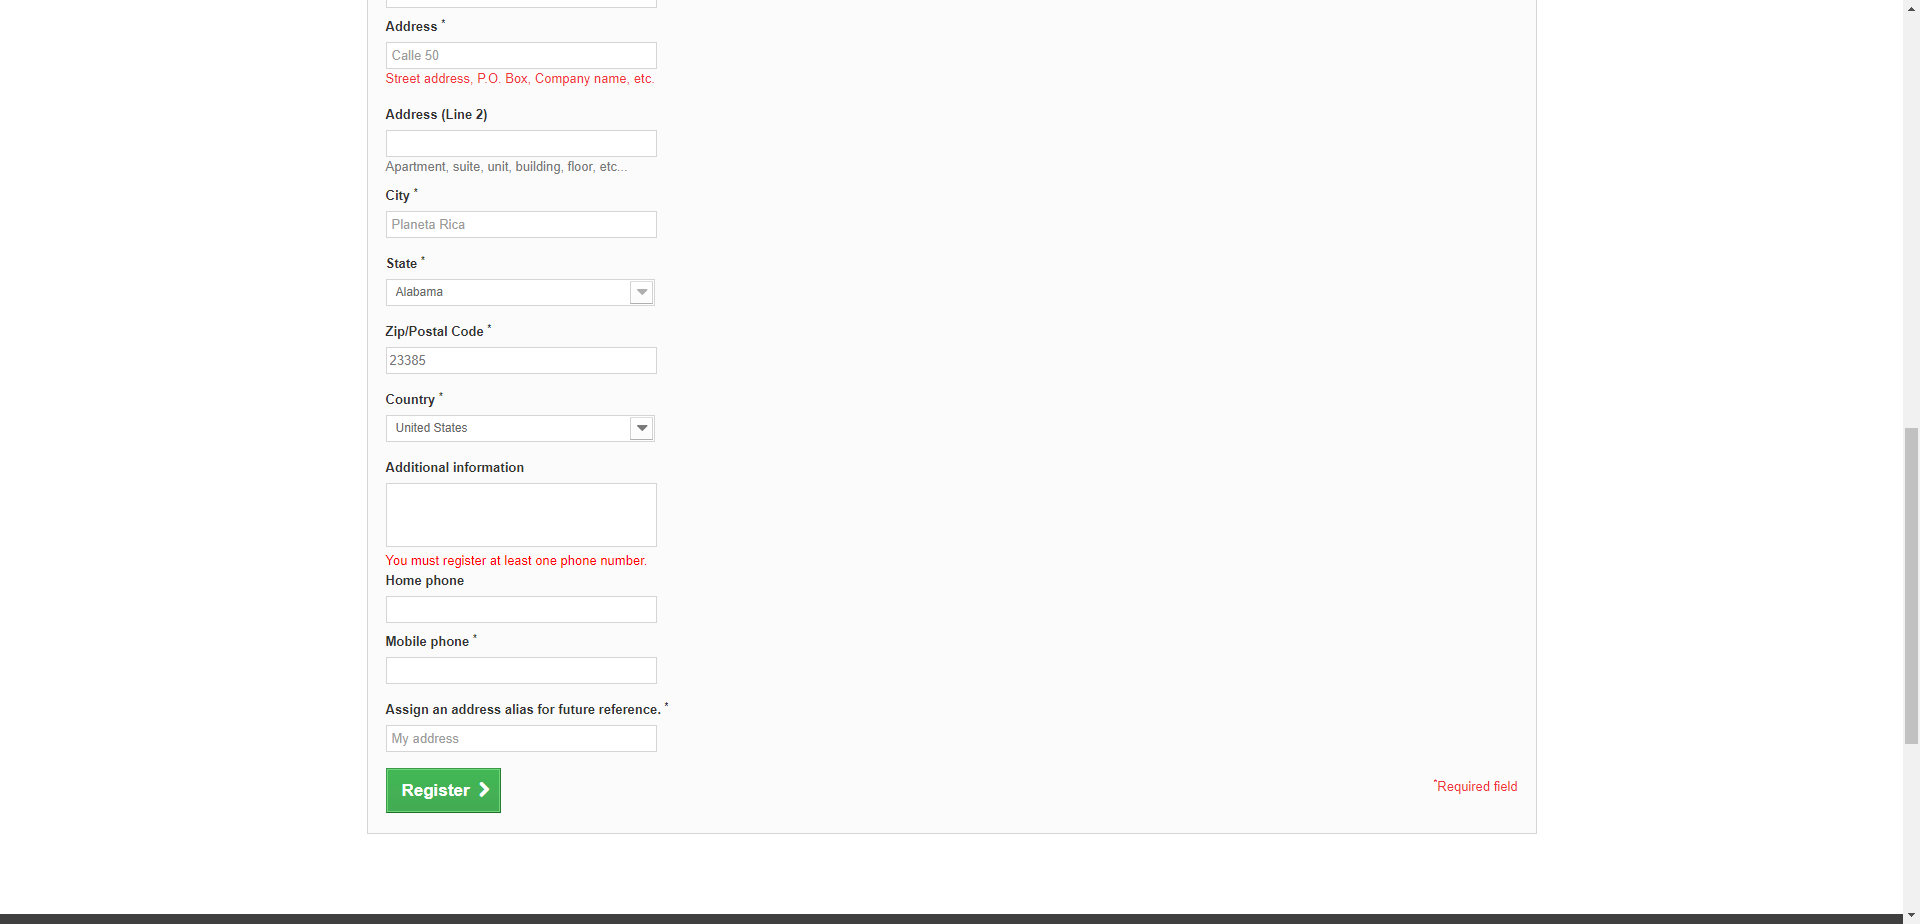 Address *
Calle 50
Street address, P.O. Box, Company name, etc.
Address (Line 2)
Apartment, suite, unit, building, floor, etc...
City *
Planeta Rica
State *
Alabama
Zip/Postal Code *
23385
Country *
United States
Additional information
You must register at least one phone number.
Home phone
Mobile phone *
Assign an address alias for future reference. *
My address
Register
*Required field